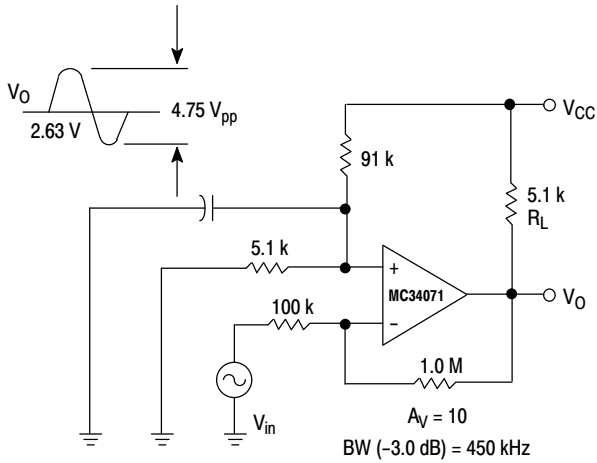 V_O
2.63 V
4.75 V_pp
V_CC
91 k
5.1 k
R_L
5.1 k
+
MC34071
V_O
100 k
−
1.0 M
V_in
A_V = 10
BW (−3.0 dB) = 450 kHz